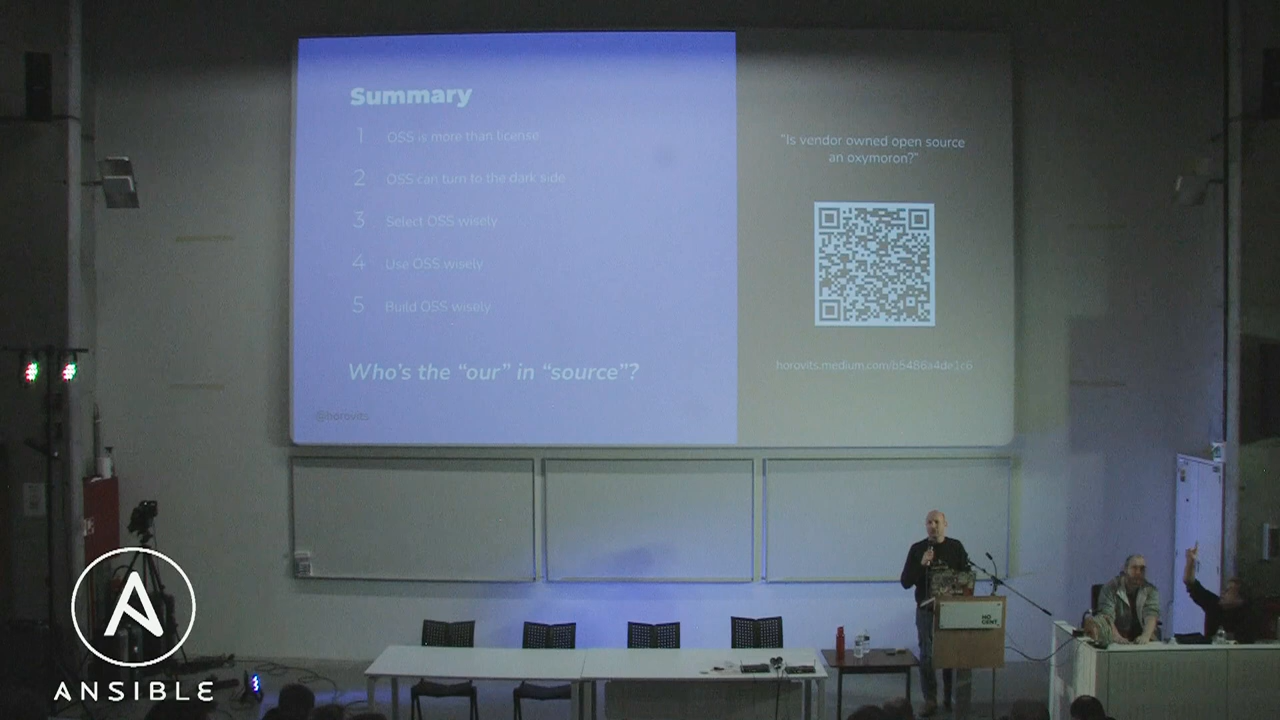 Summary
1 OSS is more than license
2 OSS can turn to the dark side
3 Select OSS wisely
4 Use OSS wisely
5 Build OSS wisely
Who's the "our" in "source"?
@horovits
"Is vendor owned open source
an oxymoron?"
horovits.medium.com/b5486a4de1c6
HO
GENT
ANSIBLE